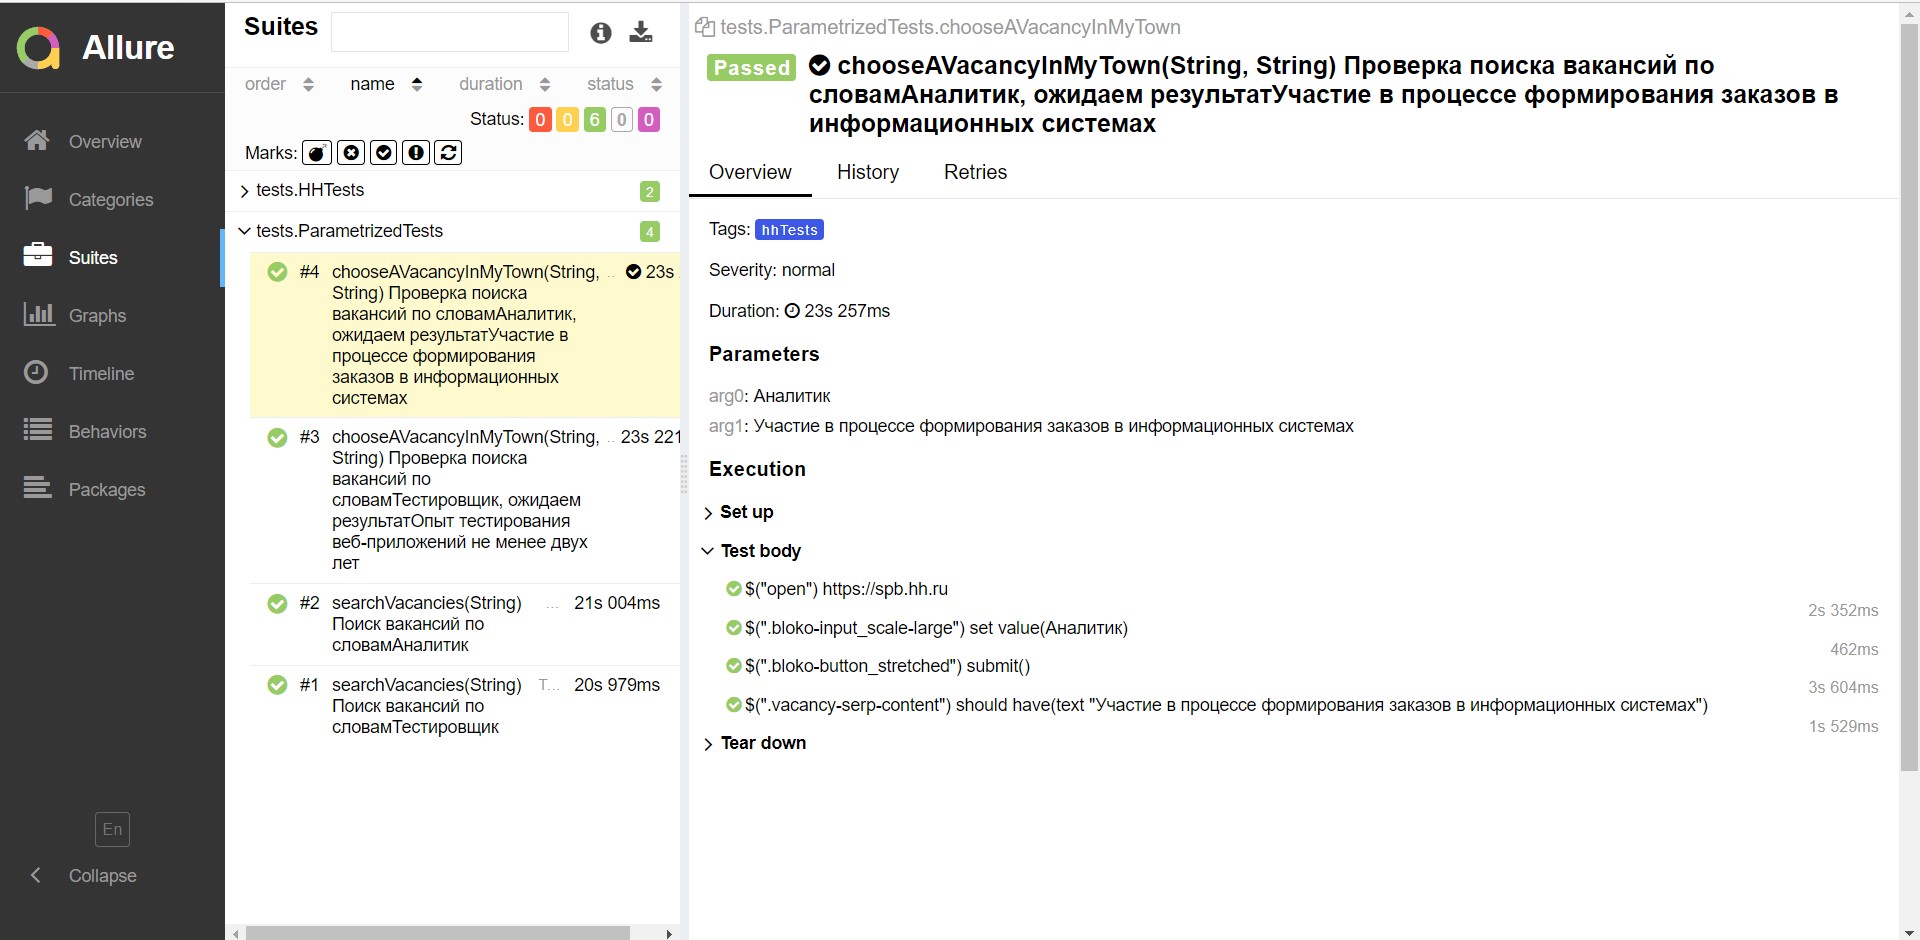 Allure
Overview
Categories
Suites
Graphs
Timeline
Behaviors
Packages
En
Collapse
Suites
order name duration status
Status: 0 0 6 0 0
Marks:
tests.HHTests 2
tests.ParametrizedTests 4
#4 chooseAVacancyInMyTown(String, .. 23s
String) Проверка поиска
вакансий по словамАналитик,
ожидаем результатУчастие в
процессе формирования
заказов в информационных
системах
#3 chooseAVacancyInMyTown(String, .. 23s 221
String) Проверка поиска
вакансий по
словамТестировщик, ожидаем
результатОпыт тестирования
веб-приложений не менее двух
лет
#2 searchVacancies(String) ... 21s 004ms
Поиск вакансий по
словамАналитик
#1 searchVacancies(String) T... 20s 979ms
Поиск вакансий по
словамТестировщик
tests.ParametrizedTests.chooseAVacancyInMyTown
Passed chooseAVacancyInMyTown(String, String) Проверка поиска вакансий по
словамАналитик, ожидаем результатУчастие в процессе формирования заказов в
информационных системах
Overview History Retries
Tags: hhTests
Severity: normal
Duration: 23s 257ms
Parameters
arg0: Аналитик
arg1: Участие в процессе формирования заказов в информационных системах
Execution
Set up
Test body
$("open") https://spb.hh.ru
2s 352ms
$(".bloko-input_scale-large") set value(Аналитик)
462ms
$(".bloko-button_stretched") submit()
3s 604ms
$(".vacancy-serp-content") should have(text "Участие в процессе формирования заказов в информационных системах")
1s 529ms
Tear down